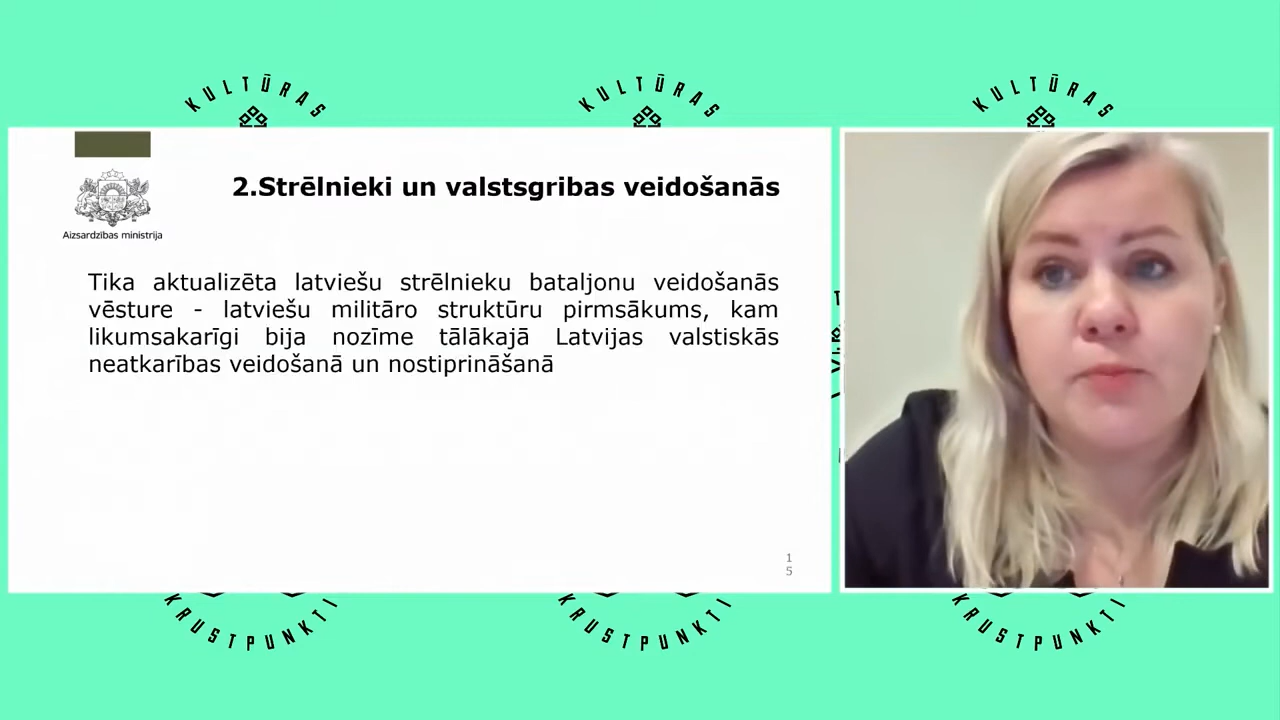 KULTŪRAS
KULTŪRAS
KULTŪRAS
Aizsardzības ministrija
2.Strēlnieki un valstsgribas veidošanās
Tika aktualizēta latviešu strēlnieku bataljonu veidošanās
vēsture - latviešu militāro struktūru pirmsākums, kam
likumsakarīgi bija nozīme tālākajā Latvijas valstiskās
neatkarības veidošanā un nostiprināšanā
1
5
KRUSTPUNKTI
KRUSTPUNKTI
KRUSTPUNKTI